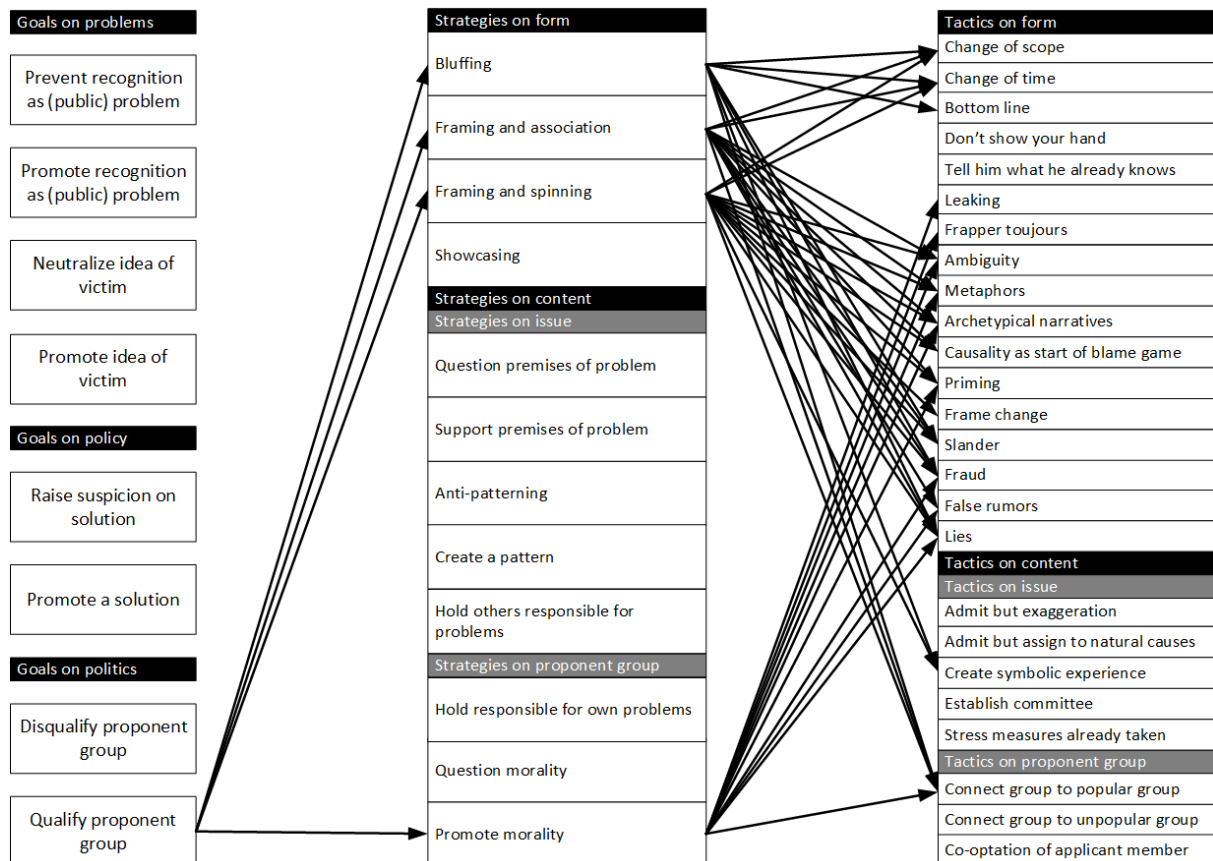 Goals on problems
Prevent recognition
as (public) problem
Promote recognition
as (public) problem
Neutralize idea of
victim
Promote idea of
victim
Goals on policy
Raise suspicion on
solution
Promote a solution
Goals on politics
Disqualify proponent
group
Qualify proponent
group
Strategies on form
Bluffing
Framing and association
Framing and spinning
Showcasing
Strategies on content
Strategies on issue
Question premises of problem
Support premises of problem
Anti-patterning
Create a pattern
Hold others responsible for
problems
Strategies on proponent group
Hold responsible for own problems
Question morality
Promote morality
Tactics on form
Change of scope
Change of time
Bottom line
Don't show your hand
Tell him what he already knows
Leaking
Frapper toujours
Ambiguity
Metaphors
Archetypical narratives
Causality as start of blame game
Priming
Frame change
Slander
Fraud
False rumors
Lies
Tactics on content
Tactics on issue
Admit but exaggeration
Admit but assign to natural causes
Create symbolic experience
Establish committee
Stress measures already taken
Tactics on proponent group
Connect group to popular group
Connect group to unpopular group
Co-optation of applicant member